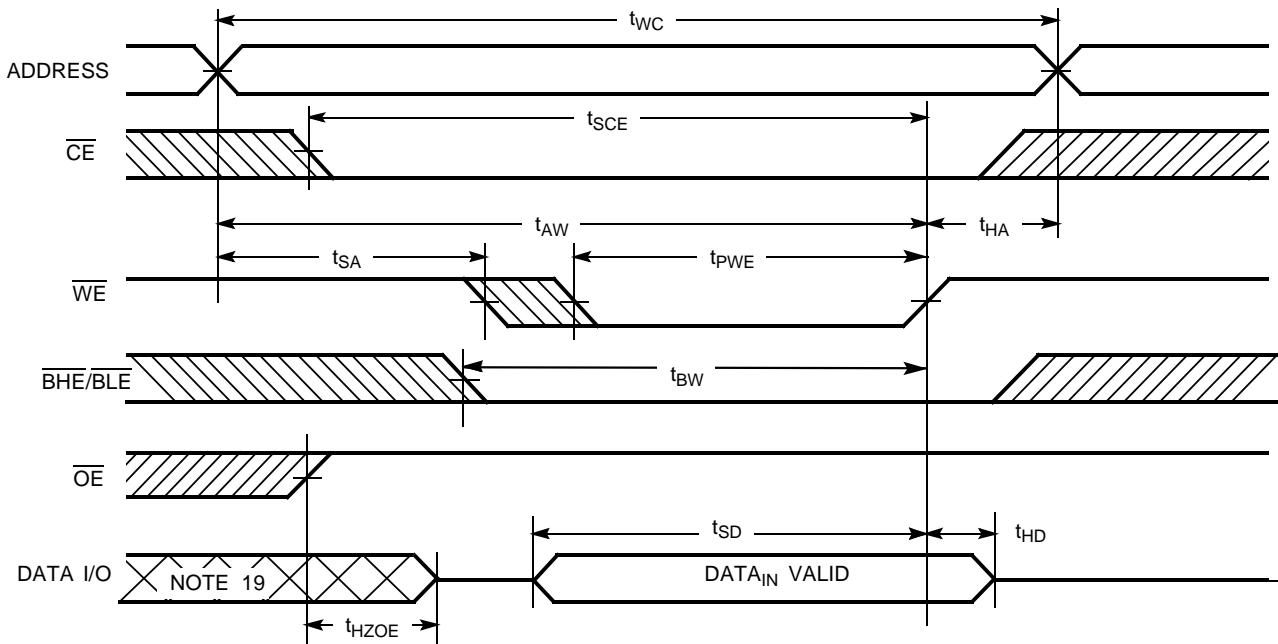 tWC
ADDRESS
tSCE
CE
tAW
tHA
tSA
tPWE
WE
BHE/BLE
tBW
OE
tSD
tHD
DATA I/O
NOTE 19
DATAIN VALID
tHZOE